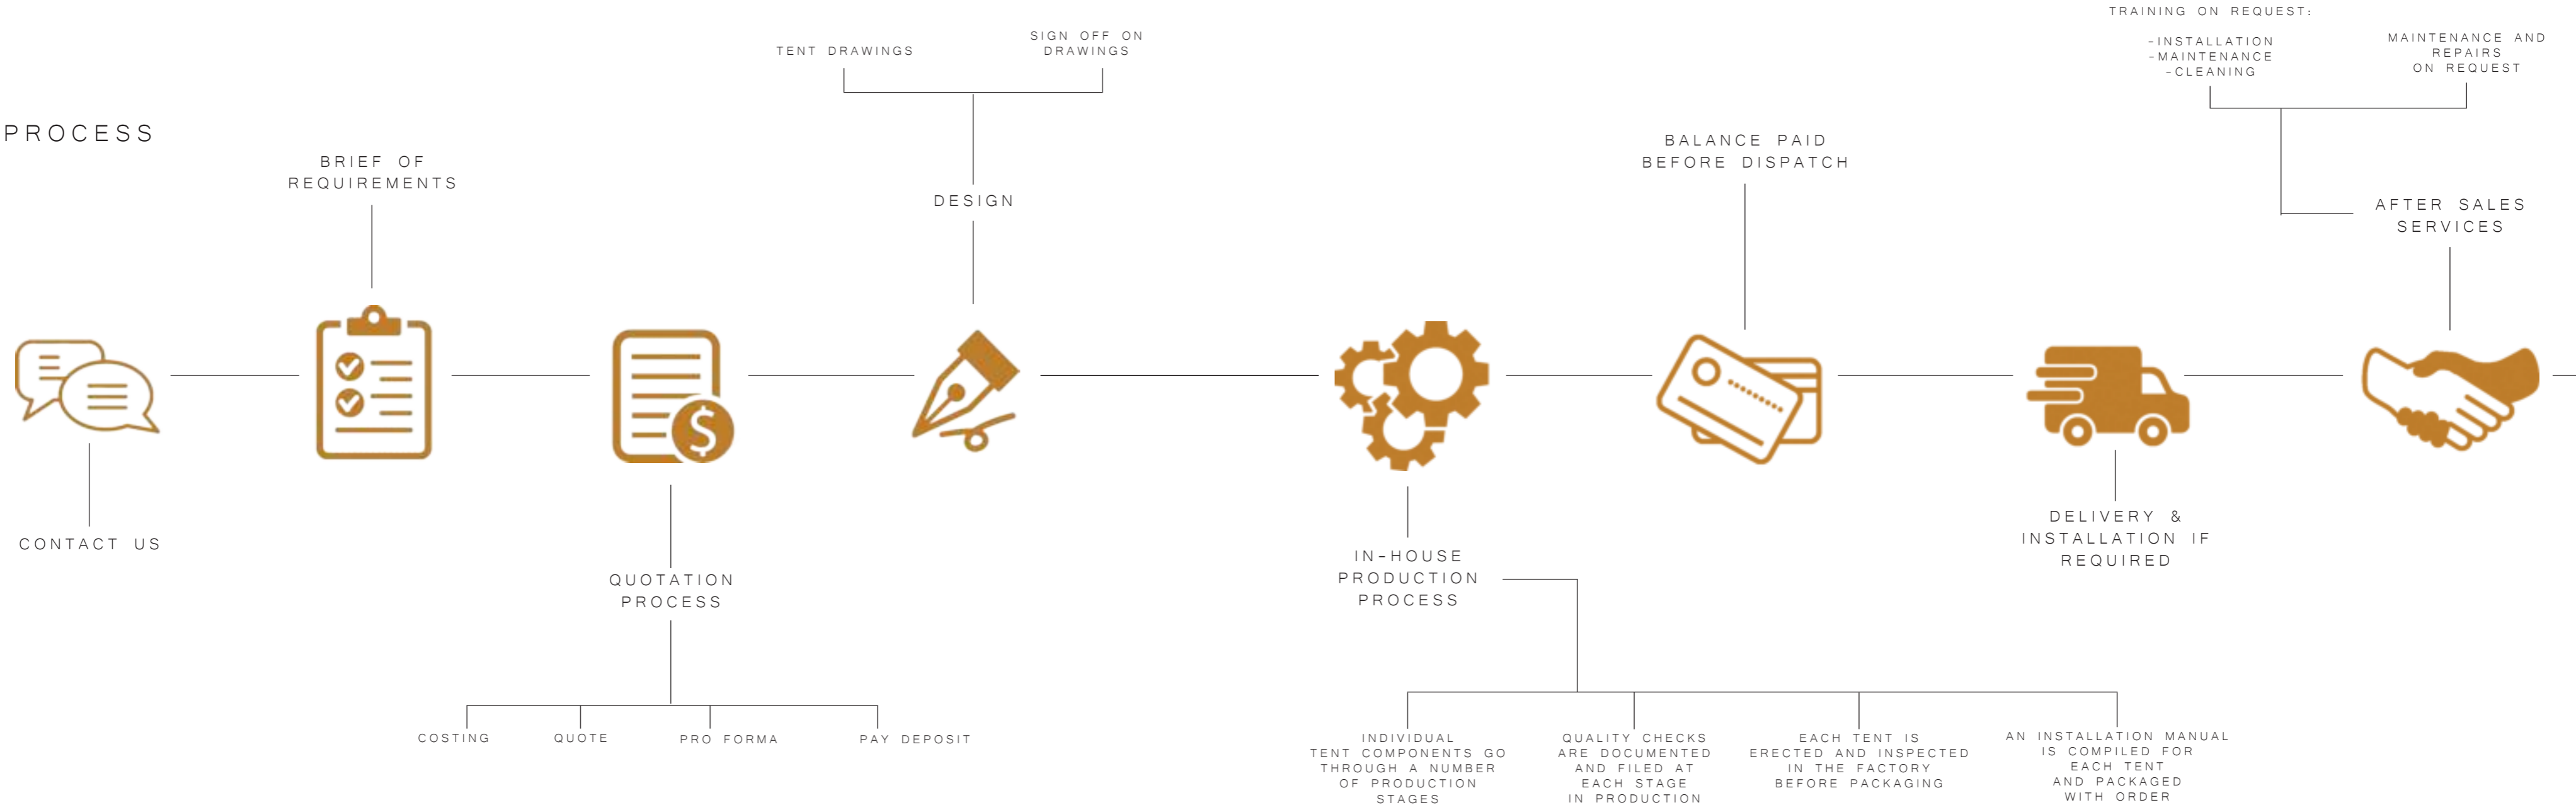 PROCESS
CONTACT US
BRIEF OF
REQUIREMENTS
QUOTATION
PROCESS
COSTING
QUOTE
PRO FORMA
PAY DEPOSIT
DESIGN
TENT DRAWINGS
SIGN OFF ON
DRAWINGS
IN-HOUSE
PRODUCTION
PROCESS
INDIVIDUAL
TENT COMPONENTS GO
THROUGH A NUMBER
OF PRODUCTION
STAGES
QUALITY CHECKS
ARE DOCUMENTED
AND FILED AT
EACH STAGE
IN PRODUCTION
EACH TENT IS
ERECTED AND INSPECTED
IN THE FACTORY
BEFORE PACKAGING
AN INSTALLATION MANUAL
IS COMPILED FOR
EACH TENT
AND PACKAGED
WITH ORDER
BALANCE PAID
BEFORE DISPATCH
DELIVERY &
INSTALLATION IF
REQUIRED
AFTER SALES
SERVICES
TRAINING ON REQUEST:
-INSTALLATION
-MAINTENANCE
-CLEANING
MAINTENANCE AND
REPAIRS
ON REQUEST
$